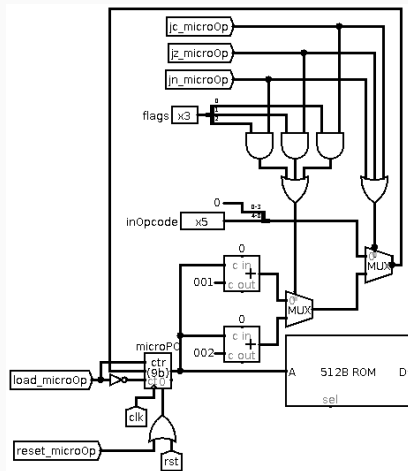 jc_microOp
jz_microOp
jn_microOp
flags x3
0
1
2
0
0-3
4-8
inOpcode x5
0
MUX
0
c in
+
001
c out
0
MUX
0
c in
+
002
c out
microPC
ctr
(9b)
ct 0
load_microOp
A 512B ROM D
sel
clk
reset_microOp
rst